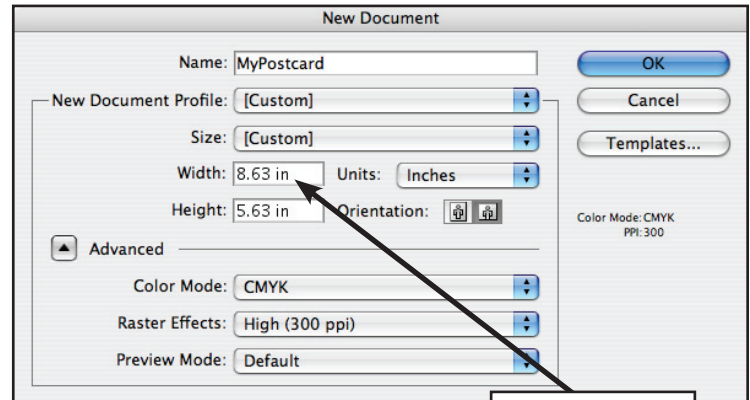 New Document
Name: MyPostcard
OK
New Document Profile: [Custom]
Cancel
Size: [Custom]
Templates...
Width: 8.63 in Units: Inches
Height: 5.63 in Orientation:
Color Mode: CMYK
PPI: 300
Advanced
Color Mode: CMYK
Raster Effects: High (300 ppi)
Preview Mode: Default